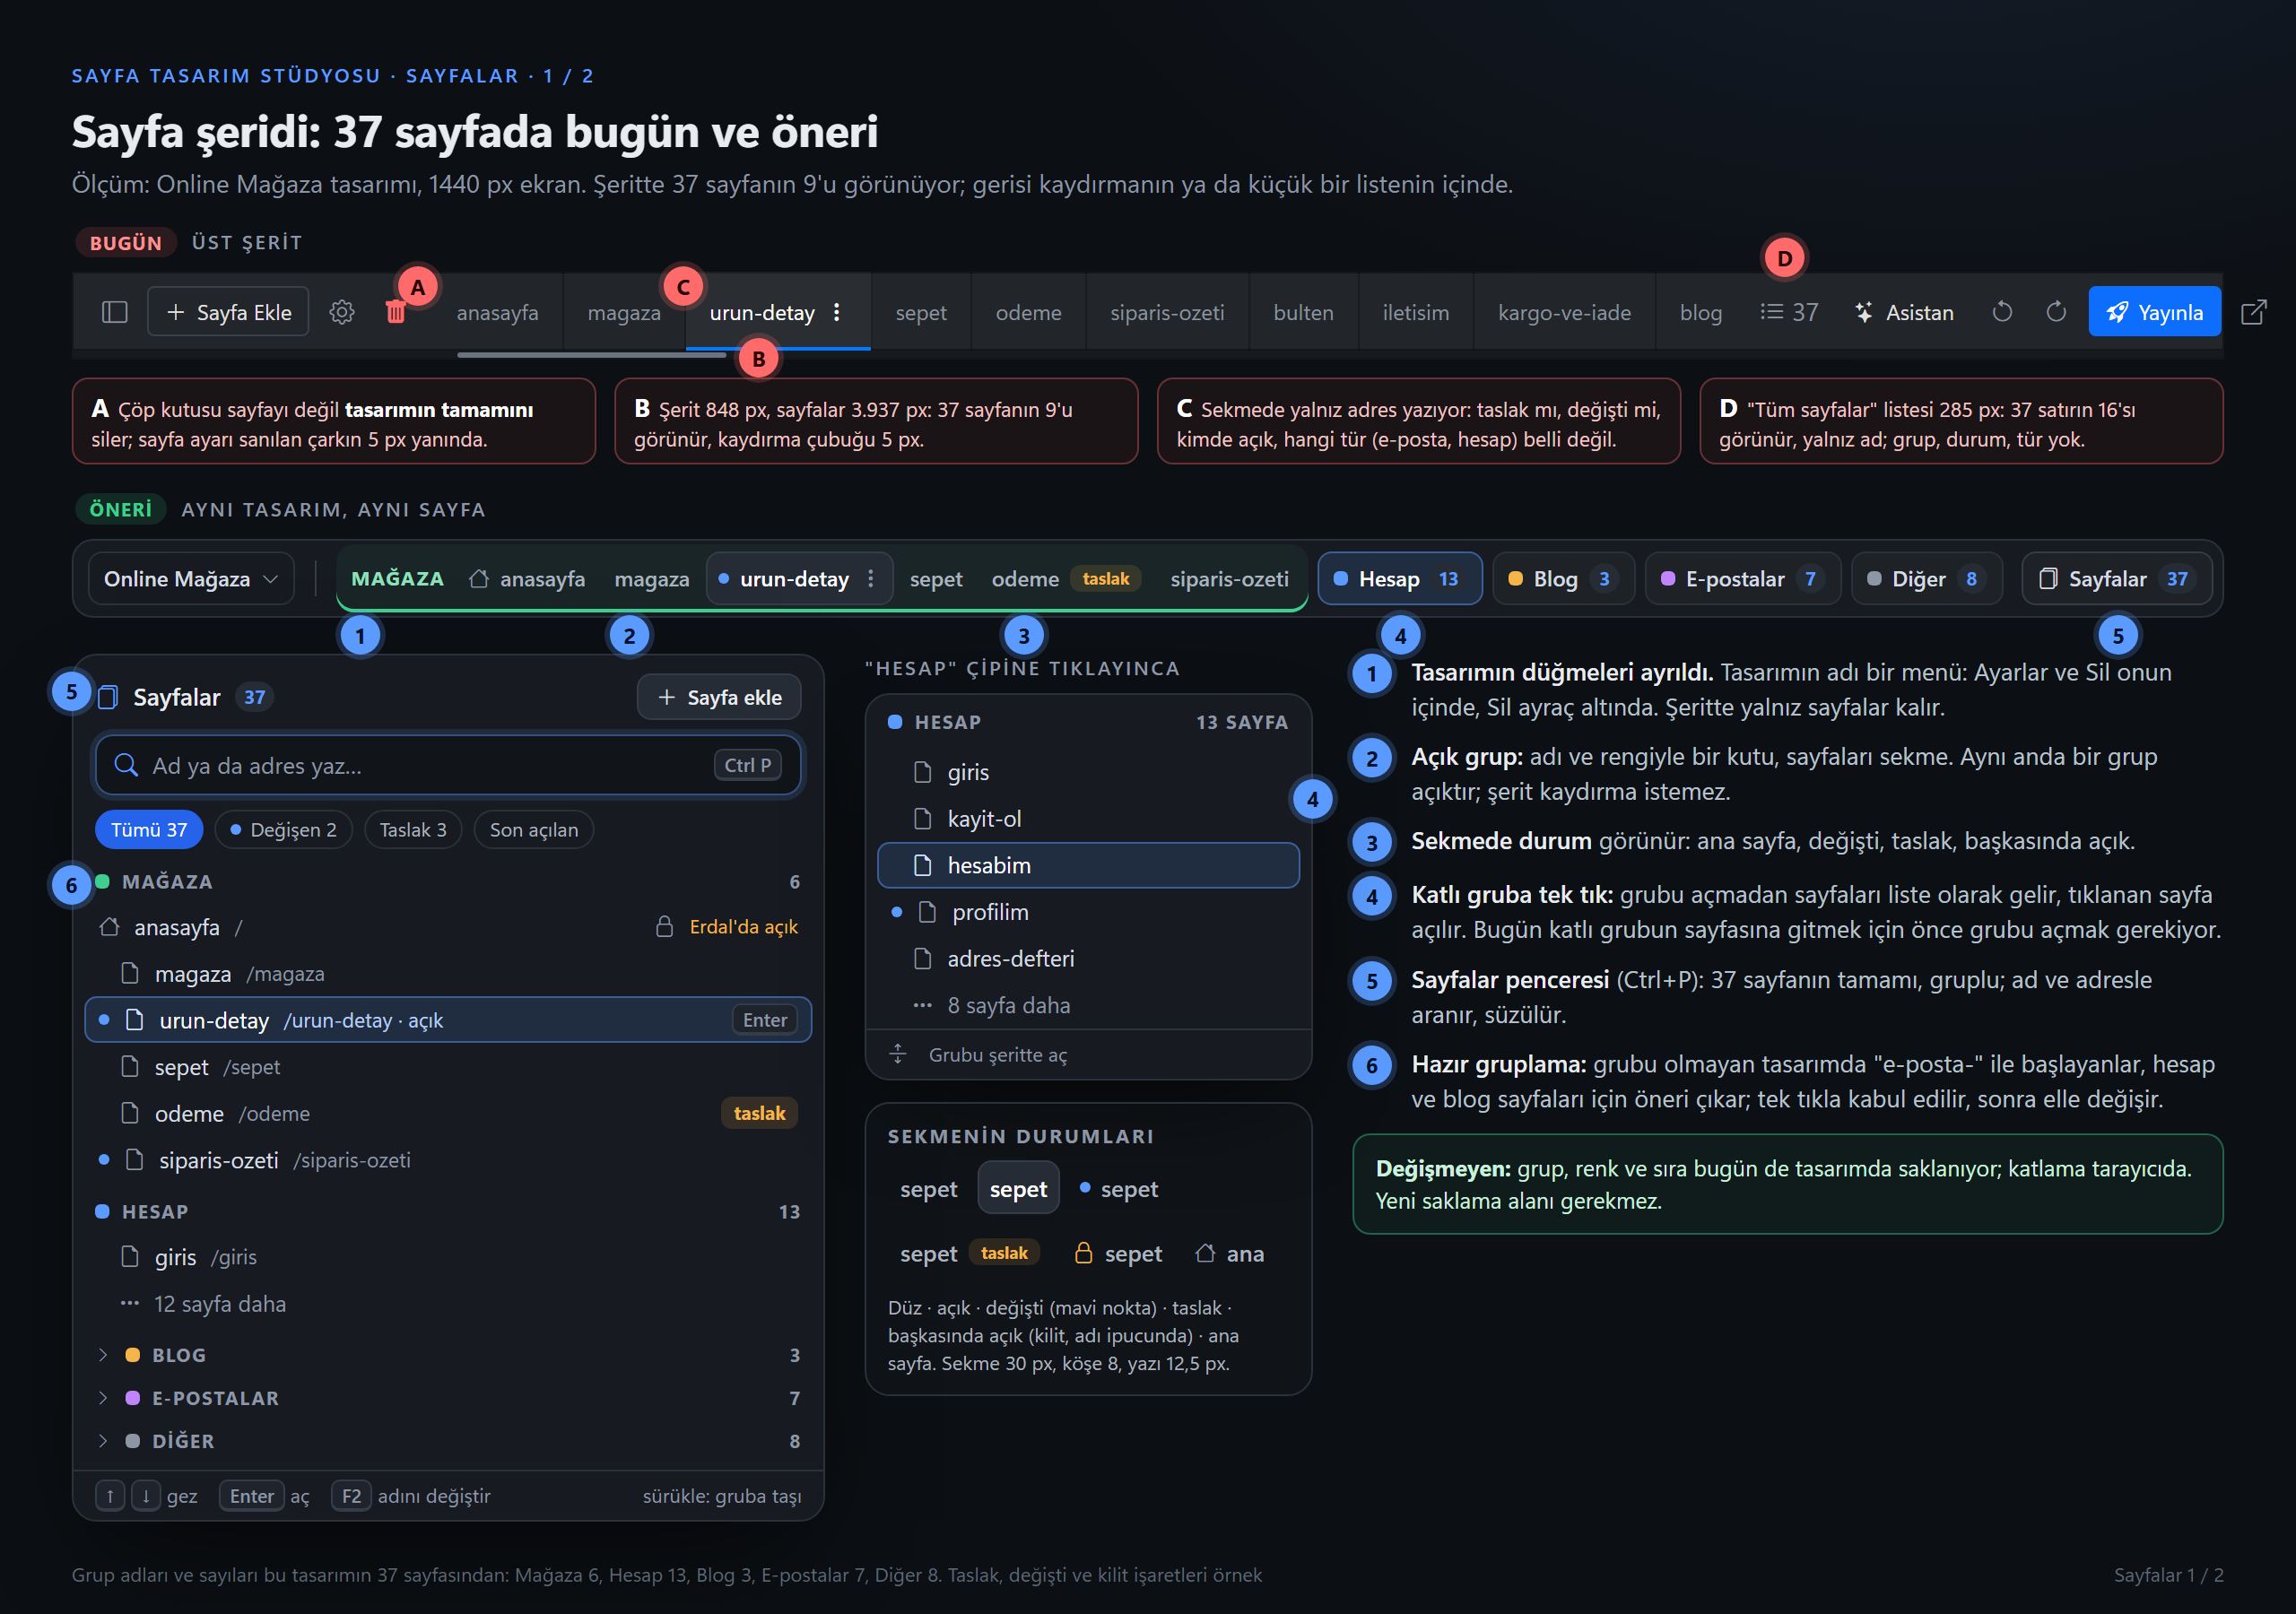 SAYFA TASARIM STÜDYOSU · SAYFALAR · 1 / 2
Sayfa şeridi: 37 sayfada bugün ve öneri
Ölçüm: Online Mağaza tasarımı, 1440 px ekran. Şeritte 37 sayfanın 9'u görünüyor; gerisi kaydırmanın ya da küçük bir listenin içinde.
BUGÜN ÜST ŞERİT
A C D
+ Sayfa Ekle anasayfa magaza urun-detay sepet odeme siparis-ozeti bulten iletisim kargo-ve-iade blog 37 Asistan Yayınla
B
A Çöp kutusu sayfayı değil tasarımın tamamını
siler; sayfa ayarı sanılan çarkın 5 px yanında.
B Şerit 848 px, sayfalar 3.937 px: 37 sayfanın 9'u
görünür, kaydırma çubuğu 5 px.
C Sekmede yalnız adres yazıyor: taslak mı, değişti mi,
kimde açık, hangi tür (e-posta, hesap) belli değil.
D "Tüm sayfalar" listesi 285 px: 37 satırın 16'sı
görünür, yalnız ad; grup, durum, tür yok.
ÖNERİ AYNI TASARIM, AYNI SAYFA
Online Mağaza MAĞAZA anasayfa magaza urun-detay sepet odeme taslak siparis-ozeti Hesap 13 Blog 3 E-postalar 7 Diğer 8 Sayfalar 37
1 2 3 4 5
5 Sayfalar 37 + Sayfa ekle
Ad ya da adres yaz... Ctrl P
Tümü 37 Değişen 2 Taslak 3 Son açılan
6 MAĞAZA 6
anasayfa / Erdal'da açık
magaza /magaza
urun-detay /urun-detay · açık Enter
sepet /sepet
odeme /odeme taslak
siparis-ozeti /siparis-ozeti
HESAP 13
giris /giris
··· 12 sayfa daha
BLOG 3
E-POSTALAR 7
DİĞER 8
↑ ↓ gez Enter aç F2 adını değiştir sürükle: gruba taşı
"HESAP" ÇİPİNE TIKLAYINCA
HESAP 13 SAYFA
giris
kayit-ol
4
hesabim
profilim
adres-defteri
··· 8 sayfa daha
Grubu şeritte aç
SEKMENİN DURUMLARI
sepet sepet sepet
sepet taslak sepet ana
Düz · açık · değişti (mavi nokta) · taslak ·
başkasında açık (kilit, adı ipucunda) · ana
sayfa. Sekme 30 px, köşe 8, yazı 12,5 px.
1 Tasarımın düğmeleri ayrıldı. Tasarımın adı bir menü: Ayarlar ve Sil onun
içinde, Sil ayraç altında. Şeritte yalnız sayfalar kalır.
2 Açık grup: adı ve rengiyle bir kutu, sayfaları sekme. Aynı anda bir grup
açıktır; şerit kaydırma istemez.
3 Sekmede durum görünür: ana sayfa, değişti, taslak, başkasında açık.
4 Katlı gruba tek tık: grubu açmadan sayfaları liste olarak gelir, tıklanan sayfa
açılır. Bugün katlı grubun sayfasına gitmek için önce grubu açmak gerekiyor.
5 Sayfalar penceresi (Ctrl+P): 37 sayfanın tamamı, gruplu; ad ve adresle
aranır, süzülür.
6 Hazır gruplama: grubu olmayan tasarımda "e-posta-" ile başlayanlar, hesap
ve blog sayfaları için öneri çıkar; tek tıkla kabul edilir, sonra elle değişir.
Değişmeyen: grup, renk ve sıra bugün de tasarımda saklanıyor; katlama tarayıcıda.
Yeni saklama alanı gerekmez.
Grup adları ve sayıları bu tasarımın 37 sayfasından: Mağaza 6, Hesap 13, Blog 3, E-postalar 7, Diğer 8. Taslak, değişti ve kilit işaretleri örnek
Sayfalar 1 / 2